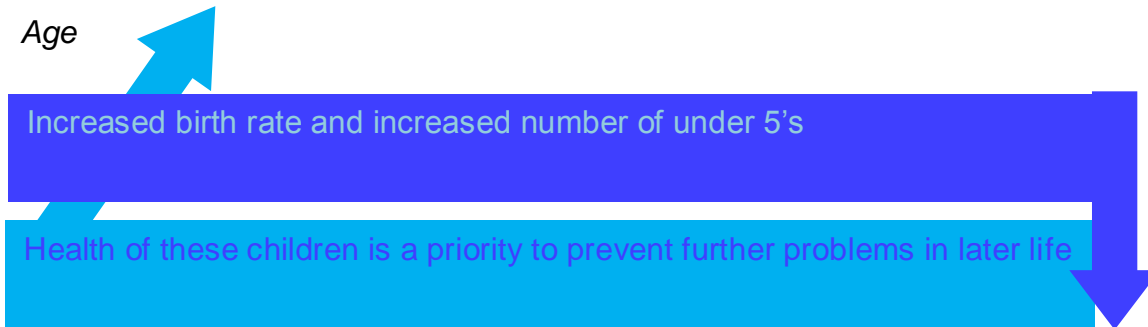 Age
Increased birth rate and increased number of under 5’s
Health of these children is a priority to prevent further problems in later life